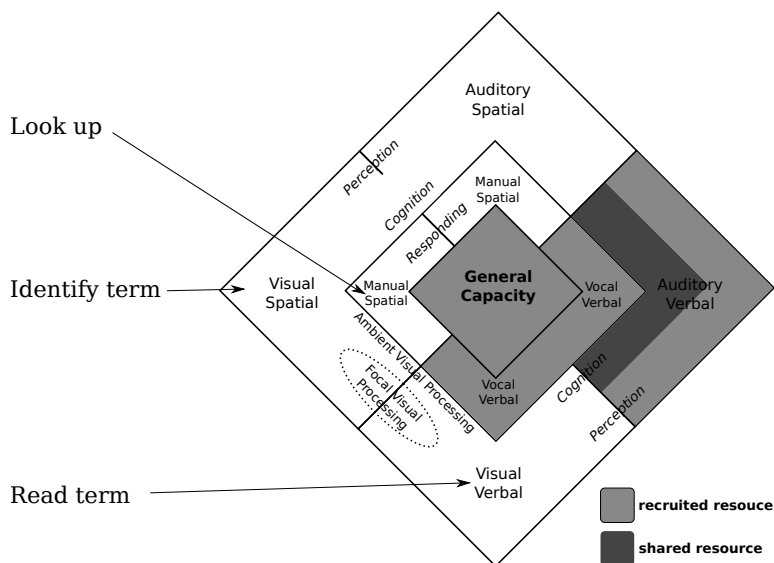 Auditory
Spatial
Look up
Perception
Manual
Spatial
Cognition
Responding
General
Capacity
Identify term
Visual
Spatial
Manual
Spatial
Vocal
Verbal
Auditory
Verbal
Ambient Visual Processing
Focal Visual
Processing
Vocal
Verbal
Cognition
Perception
Read term
Visual
Verbal
recruited resouce
shared resource